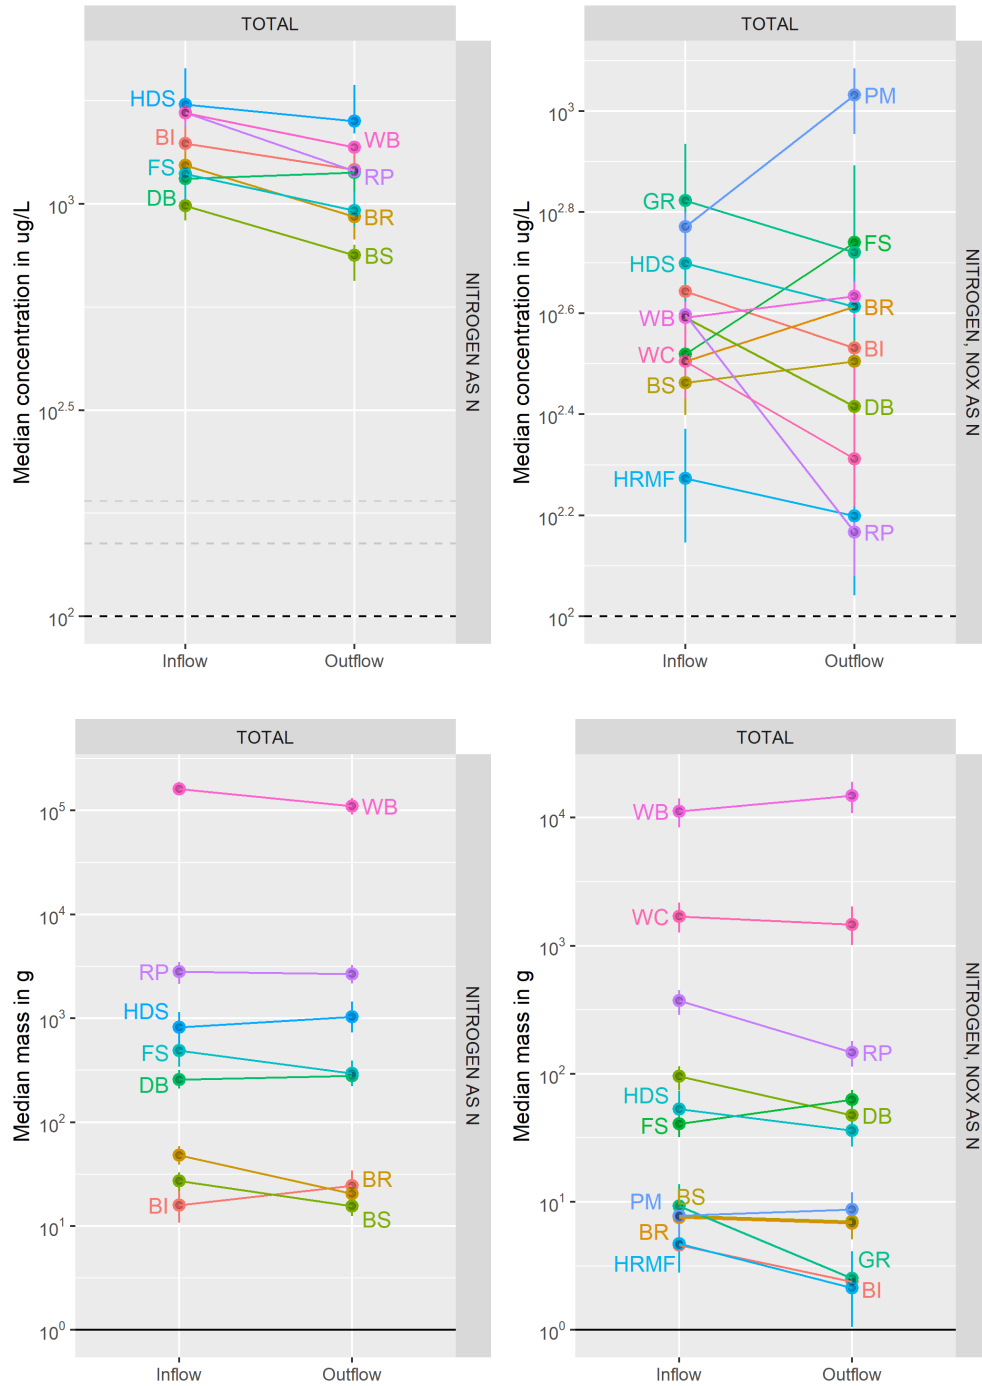 TOTAL
Median concentration in ug/L
10^3
10^2.5
10^2
HDS
BI
FS
DB
WB
RP
BR
BS
NITROGEN AS N
Inflow
Outflow
TOTAL
Median concentration in ug/L
10^3
10^2.8
10^2.6
10^2.4
10^2.2
10^2
GR
HDS
WB
WC
BS
HRMF
PM
FS
BR
BI
DB
RP
NITROGEN, NOX AS N
Inflow
Outflow
TOTAL
Median mass in g
10^5
10^4
10^3
10^2
10^1
10^0
RP
HDS
FS
DB
BI
WB
BR
BS
NITROGEN AS N
Inflow
Outflow
TOTAL
Median mass in g
10^4
10^3
10^2
10^1
10^0
WB
WC
HDS
FS
PM
BS
BR
HRMF
RP
DB
GR
BI
NITROGEN, NOX AS N
Inflow
Outflow